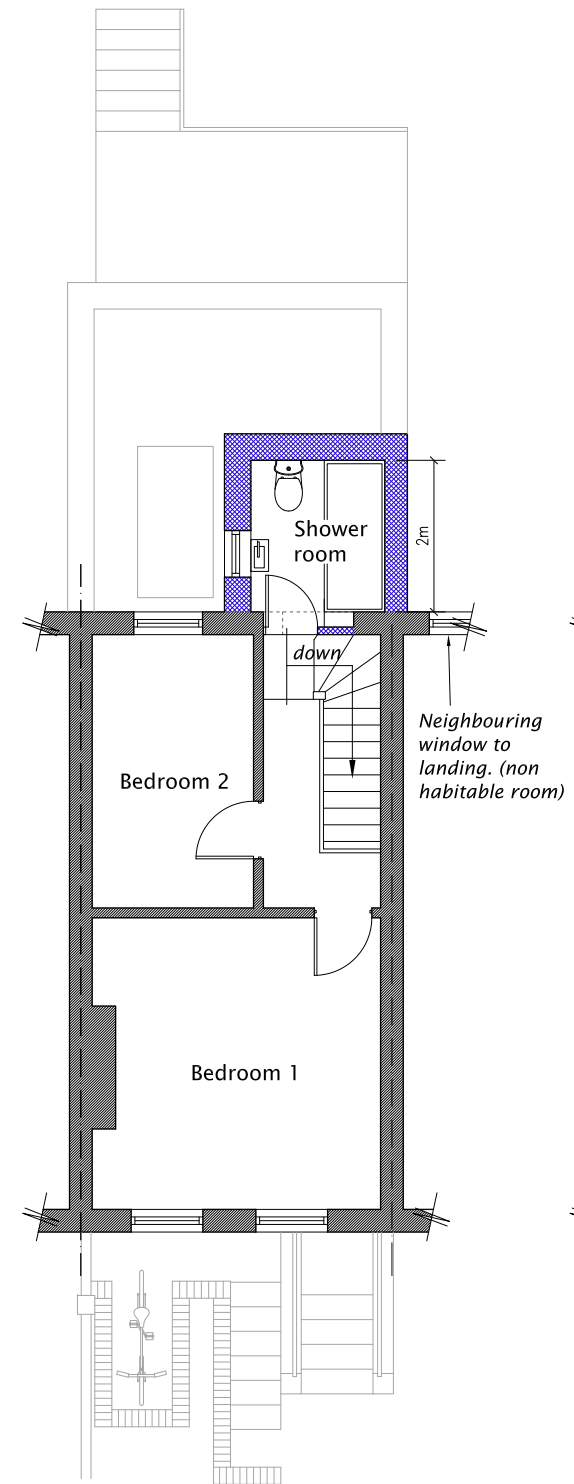 Shower
room
2m
down
Neighbouring
window to
landing. (non
habitable room)
Bedroom 2
Bedroom 1